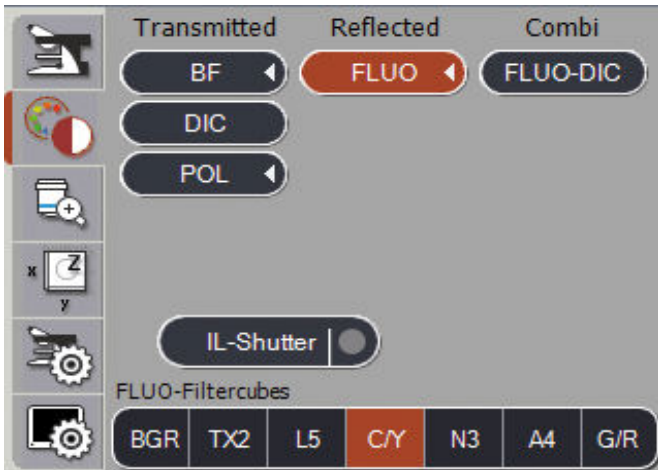 Transmitted Reflected Combi
BF FLUO FLUO-DIC
DIC
POL
x Z
y
IL-Shutter
FLUO-Filtercubes
BGR TX2 L5 C/Y N3 A4 G/R